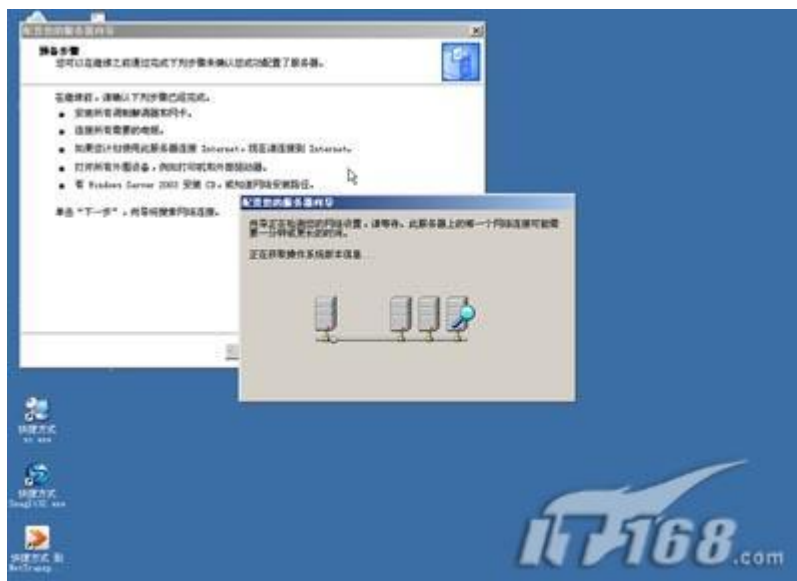 配置您的服务器向导
预备步骤
您可以在继续之前通过完成下列步骤来确认您成功配置了服务器。
在继续前，请确认下列步骤已经完成。
安装所有调制解调器和网卡。
连接所有需要的电缆。
如果您计划使用此服务器连接 Internet，现在请连接到 Internet。
打开所有外围设备，例如打印机和外部驱动器。
有 Windows Server 2003 安装 CD，或知道网络安装路径。
单击“下一步”，向导将搜索网络连接。
配置您的服务器向导
向导正在检测您的网络设置，请等待。此服务器上的每一个网络连接可能需
要一分钟或更长的时间。
正在获取操作系统版本信息...
快捷方式
快捷方式
快捷方式 到
IT168.com